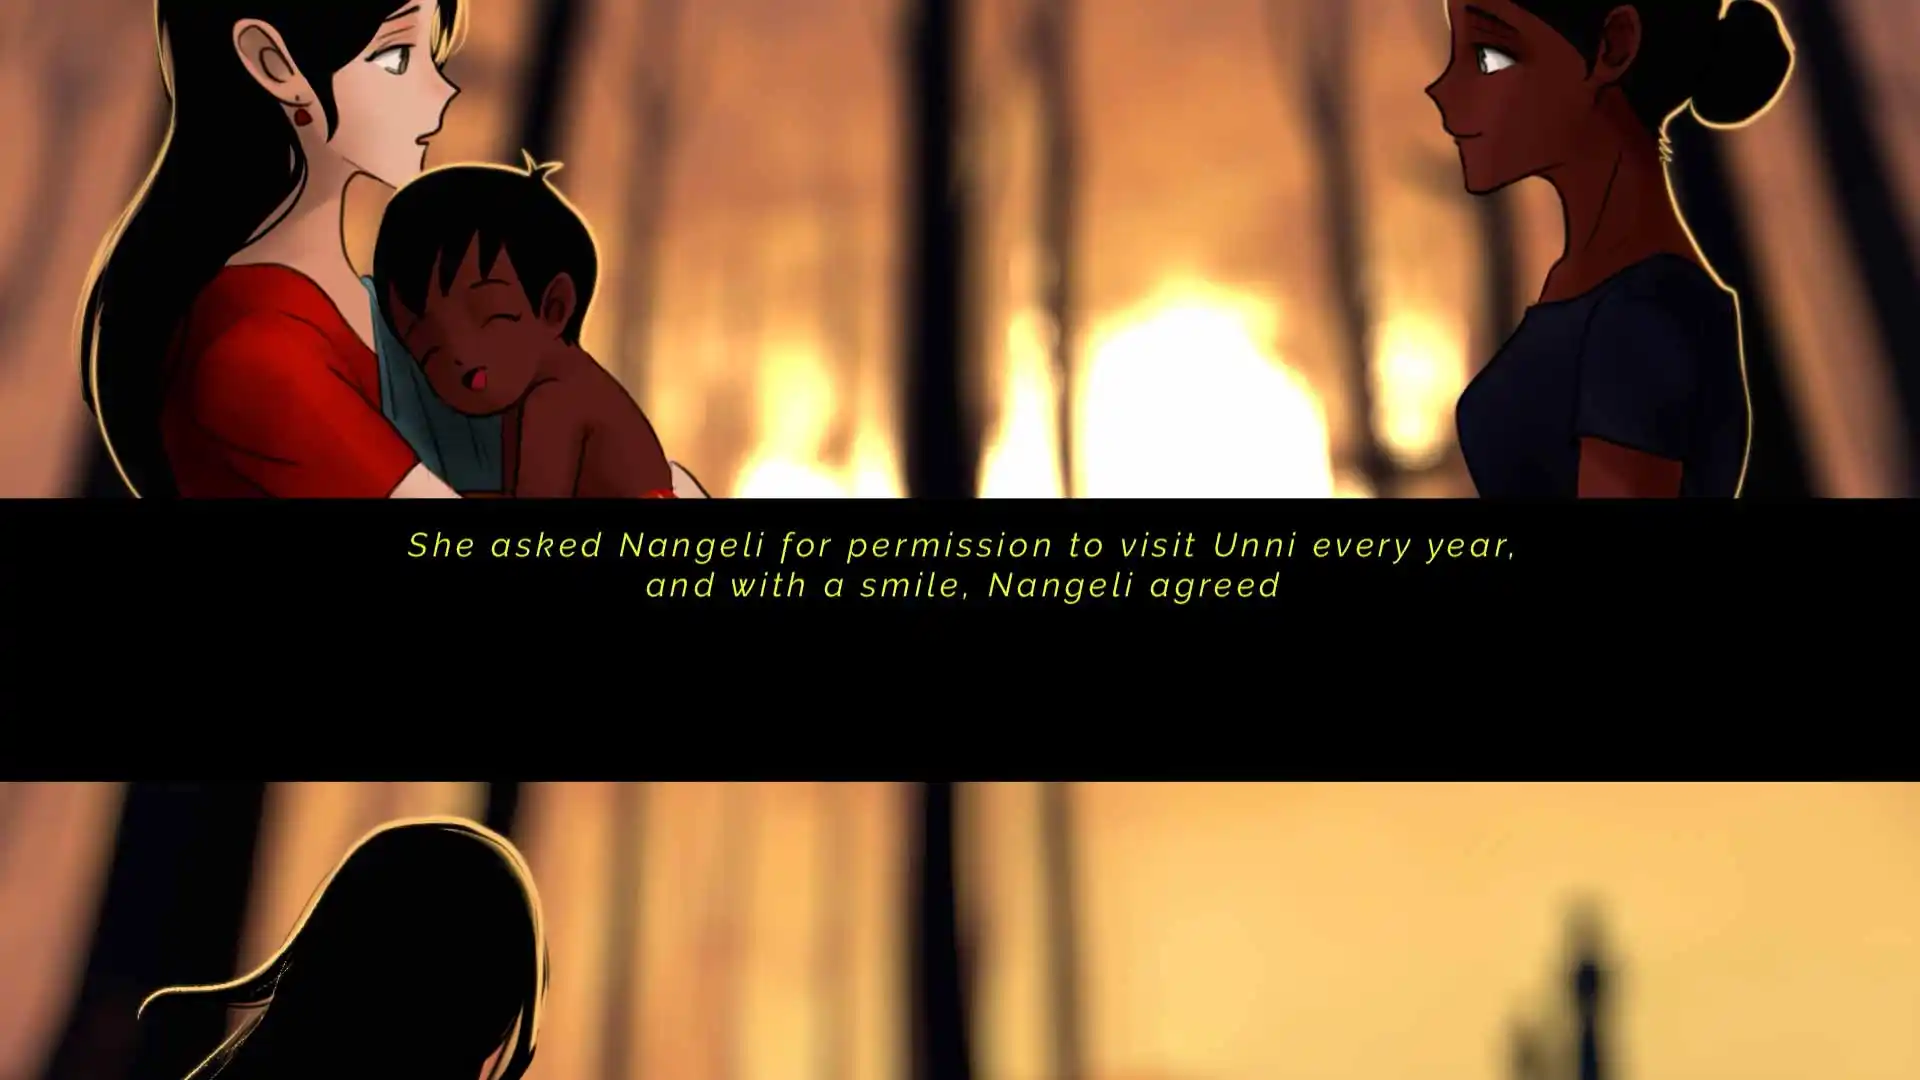 She asked Nangeli for permission to visit Unni every year,
and with a smile, Nangeli agreed